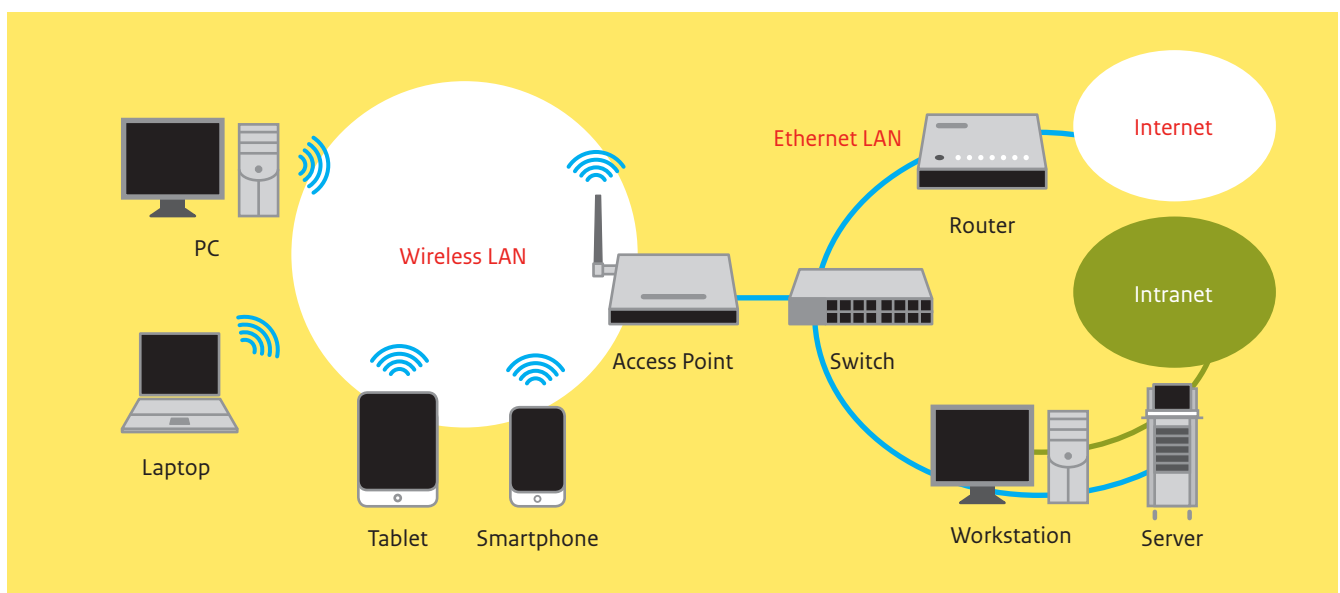 Ethernet LAN
Internet
Router
PC
Wireless LAN
Intranet
Access Point
Switch
Laptop
Tablet
Smartphone
Workstation
Server